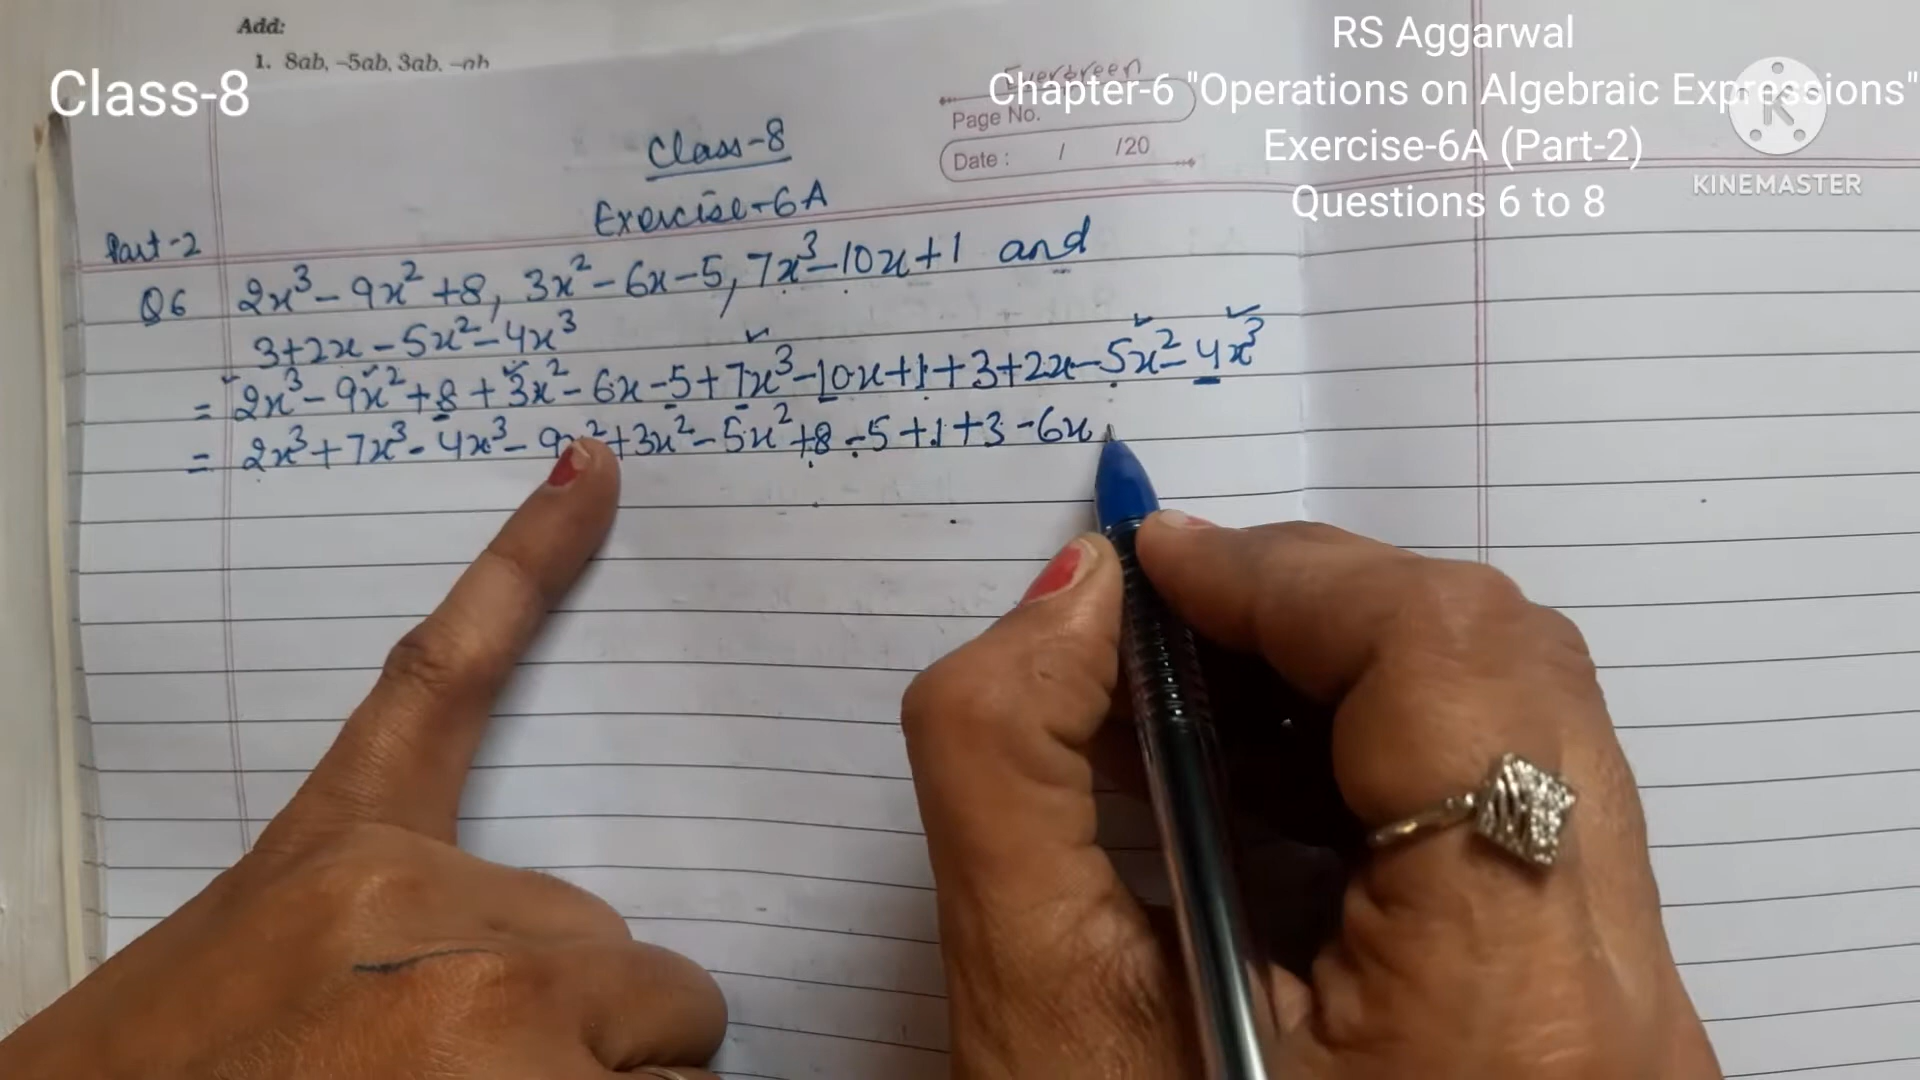 Add:
1. 8ab, –5ab, 3ab, –ab
Class-8
RS Aggarwal
Chapter-6 "Operations on Algebraic Expressions"
Exercise-6A (Part-2)
Questions 6 to 8
KINEMASTER
Evergreen
Page No.
Date : / /20
Class-8
Exercise-6A
Part-2
Q6 2x³ - 9x² + 8, 3x² - 6x - 5, 7x³ - 10x + 1 and
3 + 2x - 5x² - 4x³
= 2x³ - 9x² + 8 + 3x² - 6x - 5 + 7x³ - 10x + 1 + 3 + 2x - 5x² - 4x³
= 2x³ + 7x³ - 4x³ - 9x² + 3x² - 5x² + 8 - 5 + 1 + 3 - 6x